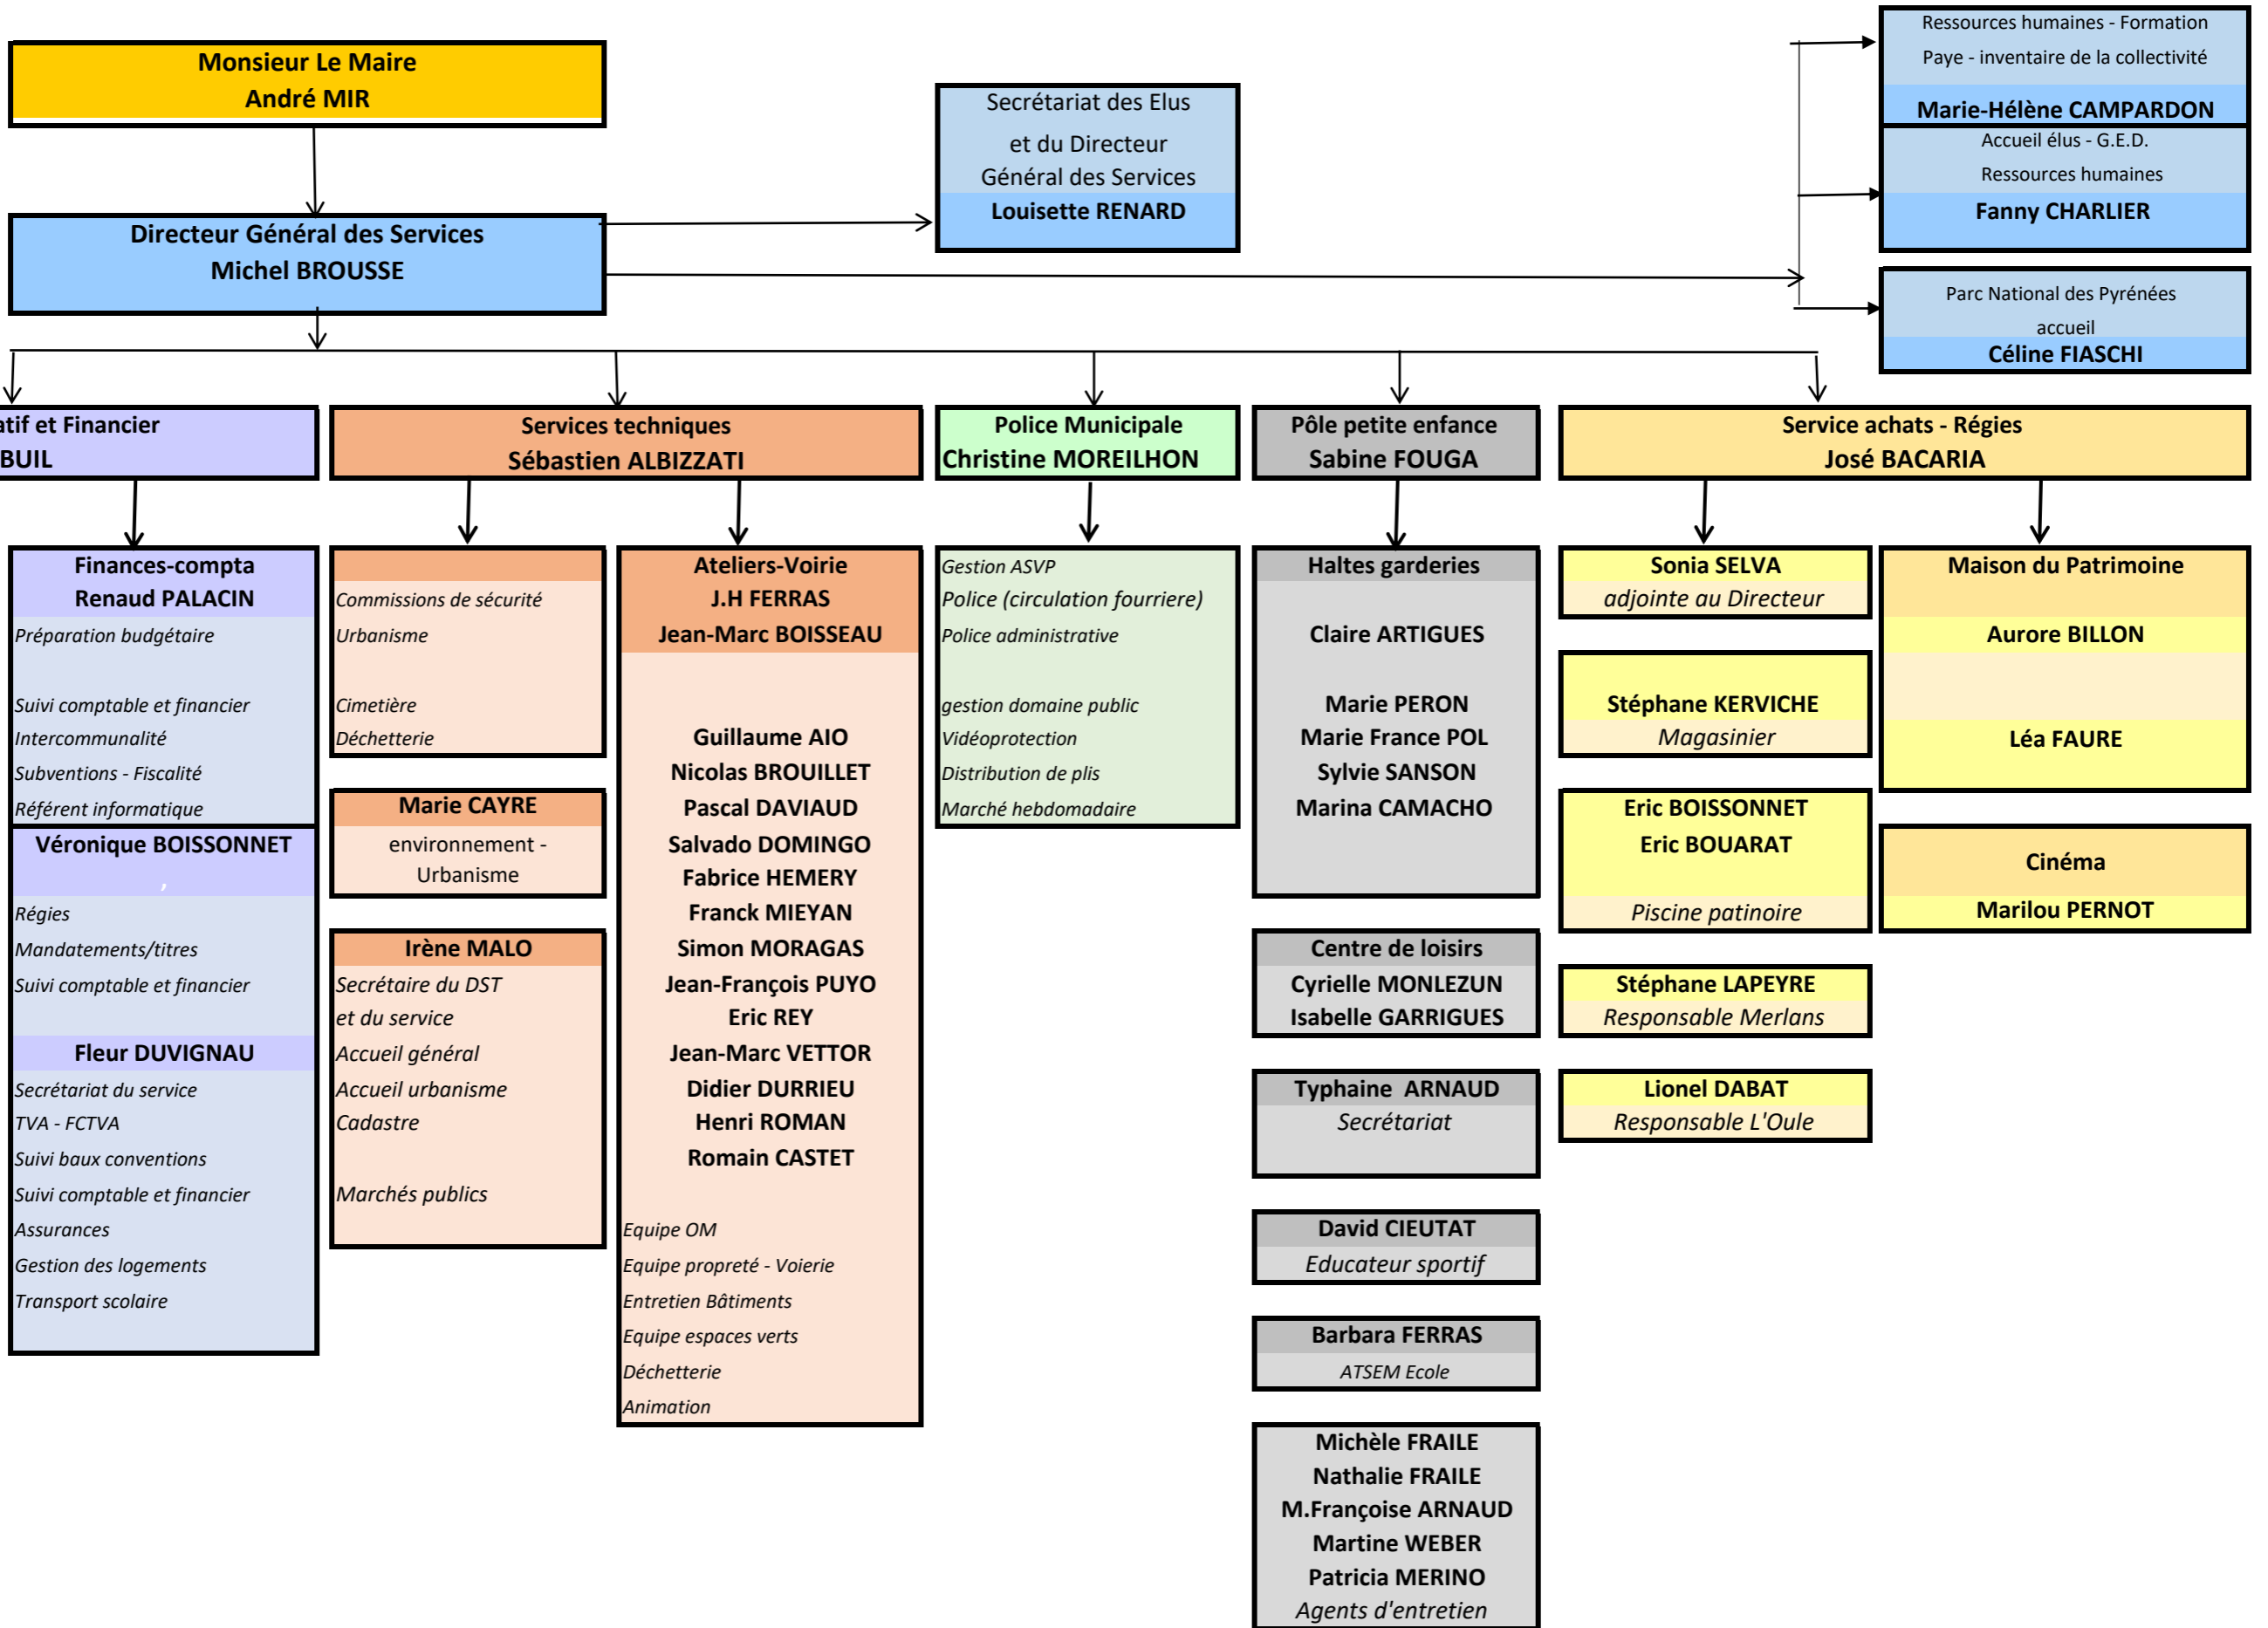 Monsieur Le Maire
André MIR
Directeur Général des Services
Michel BROUSSE
Secrétariat des Elus
et du Directeur
Général des Services
Louisette RENARD
Ressources humaines - Formation
Paye - inventaire de la collectivité
Marie-Hélène CAMPARDON
Accueil élus - G.E.D.
Ressources humaines
Fanny CHARLIER
Parc National des Pyrénées
accueil
Céline FIASCHI
atif et Financier
BUIL
Finances-compta
Renaud PALACIN
Préparation budgétaire
Suivi comptable et financier
Intercommunalité
Subventions - Fiscalité
Référent informatique
Véronique BOISSONNET
,
Régies
Mandatements/titres
Suivi comptable et financier
Fleur DUVIGNAU
Secrétariat du service
TVA - FCTVA
Suivi baux conventions
Suivi comptable et financier
Assurances
Gestion des logements
Transport scolaire
Services techniques
Sébastien ALBIZZATI
Commissions de sécurité
Urbanisme
Cimetière
Déchetterie
Marie CAYRE
environnement -
Urbanisme
Irène MALO
Secrétaire du DST
et du service
Accueil général
Accueil urbanisme
Cadastre
Marchés publics
Ateliers-Voirie
J.H FERRAS
Jean-Marc BOISSEAU
Guillaume AIO
Nicolas BROUILLET
Pascal DAVIAUD
Salvado DOMINGO
Fabrice HEMERY
Franck MIEYAN
Simon MORAGAS
Jean-François PUYO
Eric REY
Jean-Marc VETTOR
Didier DURRIEU
Henri ROMAN
Romain CASTET
Equipe OM
Equipe propreté - Voierie
Entretien Bâtiments
Equipe espaces verts
Déchetterie
Animation
Police Municipale
Christine MOREILHON
Gestion ASVP
Police (circulation fourriere)
Police administrative
gestion domaine public
Vidéoprotection
Distribution de plis
Marché hebdomadaire
Pôle petite enfance
Sabine FOUGA
Haltes garderies
Claire ARTIGUES
Marie PERON
Marie France POL
Sylvie SANSON
Marina CAMACHO
Centre de loisirs
Cyrielle MONLEZUN
Isabelle GARRIGUES
Typhaine ARNAUD
Secrétariat
David CIEUTAT
Educateur sportif
Barbara FERRAS
ATSEM Ecole
Michèle FRAILE
Nathalie FRAILE
M.Françoise ARNAUD
Martine WEBER
Patricia MERINO
Agents d'entretien
Service achats - Régies
José BACARIA
Sonia SELVA
adjointe au Directeur
Stéphane KERVICHE
Magasinier
Eric BOISSONNET
Eric BOUARAT
Piscine patinoire
Stéphane LAPEYRE
Responsable Merlans
Lionel DABAT
Responsable L'Oule
Maison du Patrimoine
Aurore BILLON
Léa FAURE
Cinéma
Marilou PERNOT